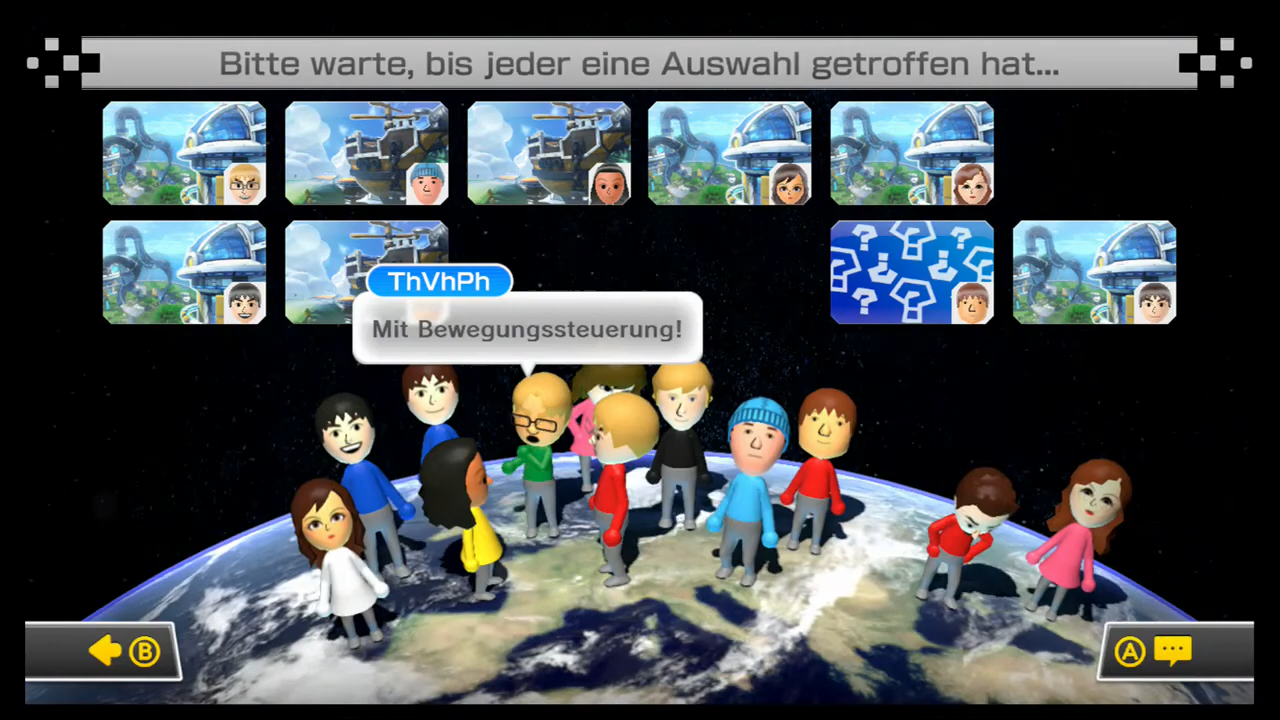 Bitte warte, bis jeder eine Auswahl getroffen hat...
ThVhPh
Mit Bewegungssteuerung!
B
A